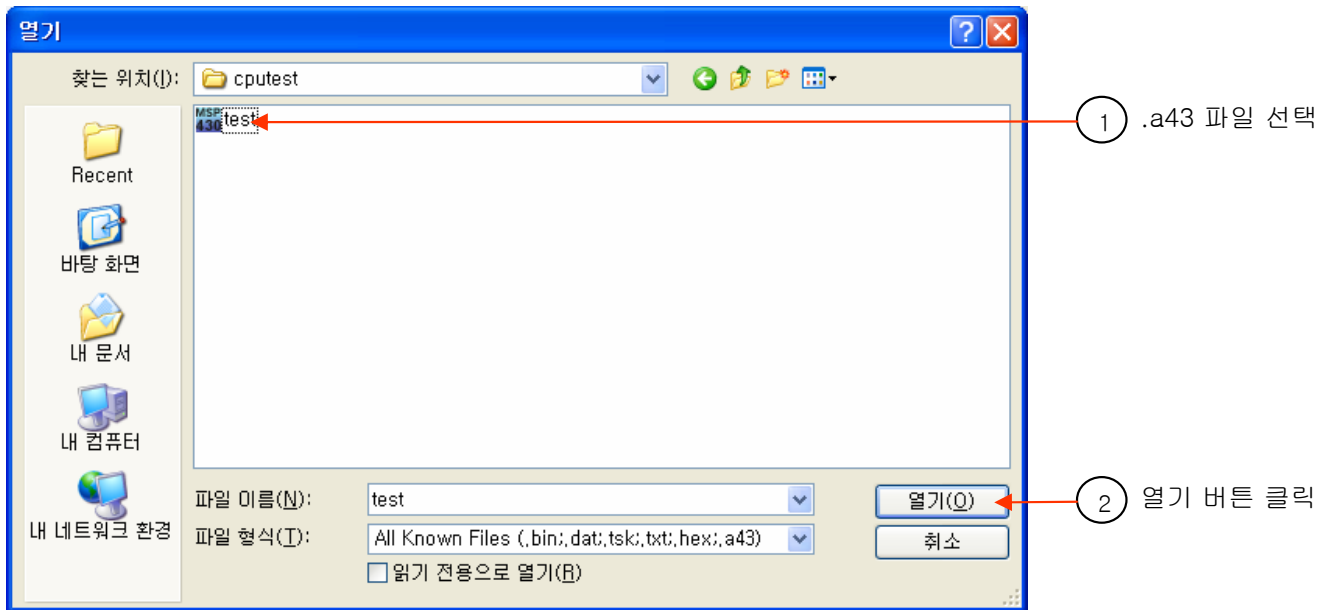 열기
찾는 위치(I):
cputest
MSP
430
test
1 .a43 파일 선택
Recent
바탕 화면
내 문서
내 컴퓨터
내 네트워크 환경
파일 이름(N):
test
열기(O)
2 열기 버튼 클릭
파일 형식(T):
All Known Files (,bin;,dat;,tsk;,txt;,hex;,a43)
취소
읽기 전용으로 열기(R)